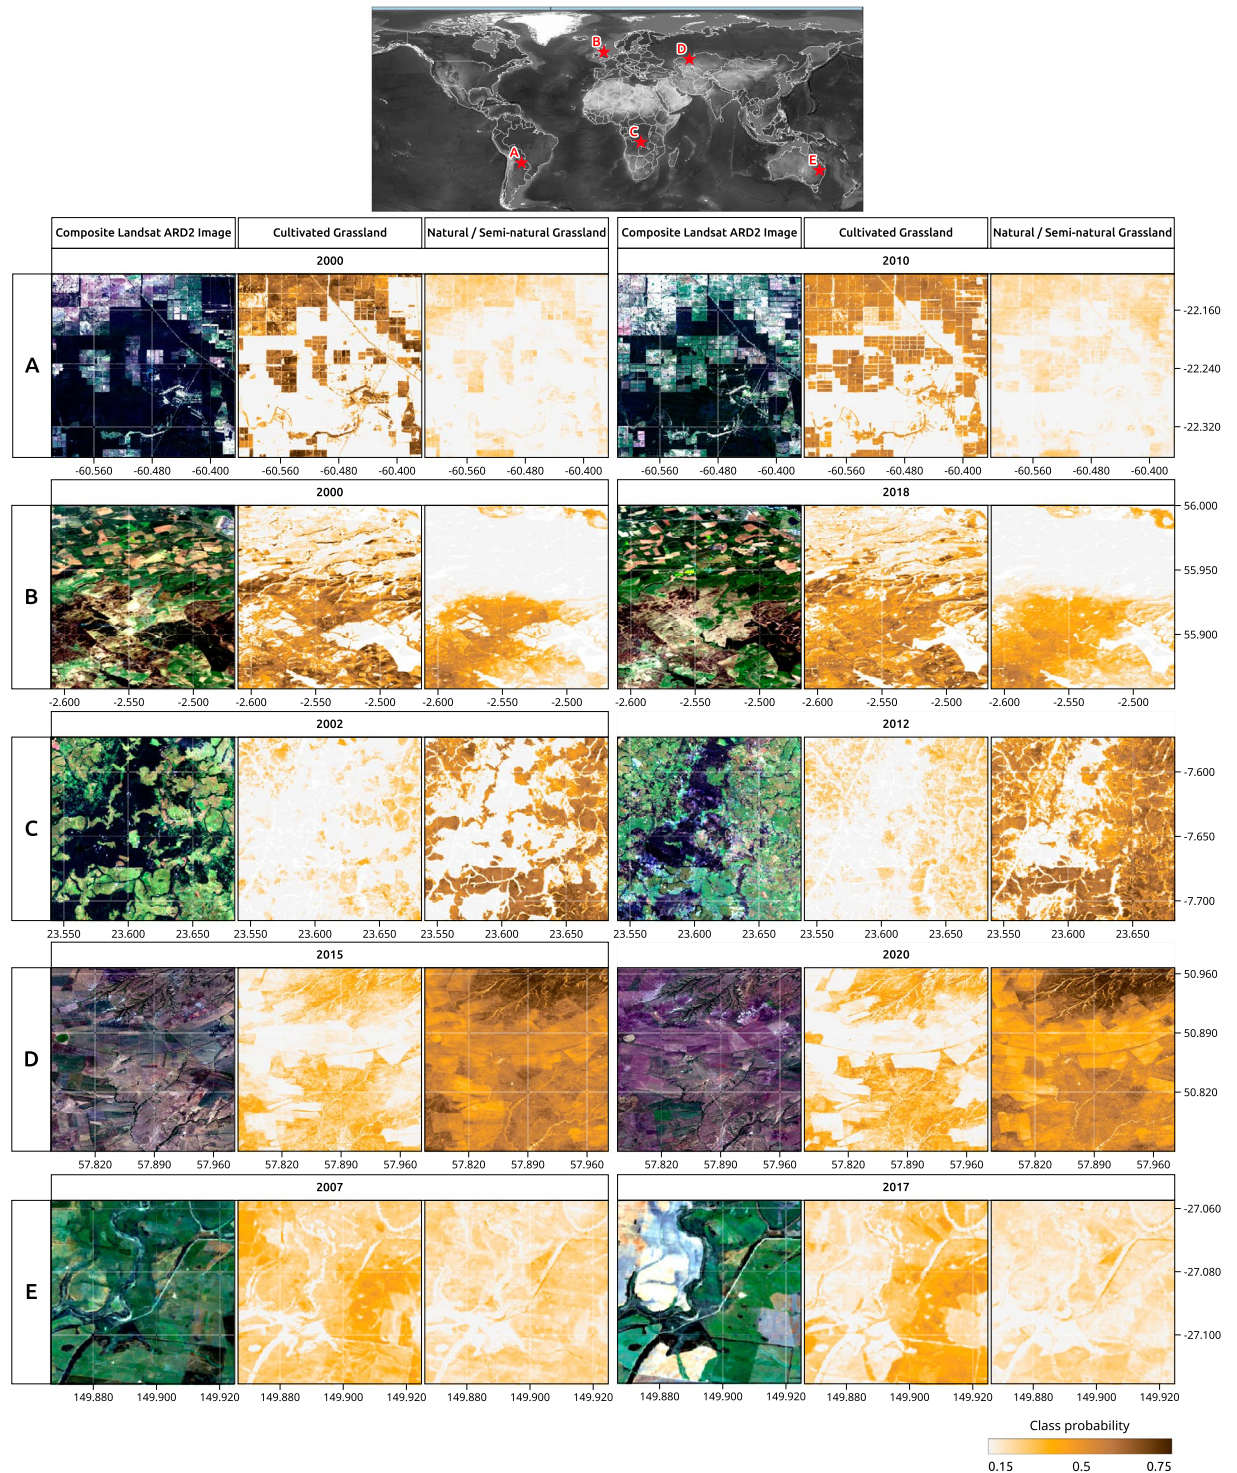 B
D
C
A
E
Composite Landsat ARD2 Image Cultivated Grassland Natural / Semi-natural Grassland Composite Landsat ARD2 Image Cultivated Grassland Natural / Semi-natural Grassland
2000 2010
A
-22.160
-22.240
-22.320
-60.560 -60.480 -60.400 -60.560 -60.480 -60.400 -60.560 -60.480 -60.400 -60.560 -60.480 -60.400 -60.560 -60.480 -60.400 -60.560 -60.480 -60.400
2000 2018
B
56.000
55.950
55.900
-2.600 -2.550 -2.500 -2.600 -2.550 -2.500 -2.600 -2.550 -2.500 -2.600 -2.550 -2.500 -2.600 -2.550 -2.500 -2.600 -2.550 -2.500
2002 2012
C
-7.600
-7.650
-7.700
23.550 23.600 23.650 23.550 23.600 23.650 23.550 23.600 23.650 23.550 23.600 23.650 23.550 23.600 23.650 23.550 23.600 23.650
2015 2020
D
50.960
50.890
50.820
57.820 57.890 57.960 57.820 57.890 57.960 57.820 57.890 57.960 57.820 57.890 57.960 57.820 57.890 57.960 57.820 57.890 57.960
2007 2017
E
-27.060
-27.080
-27.100
149.880 149.900 149.920 149.880 149.900 149.920 149.880 149.900 149.920 149.880 149.900 149.920 149.880 149.900 149.920 149.880 149.900 149.920
Class probability
0.15 0.5 0.75